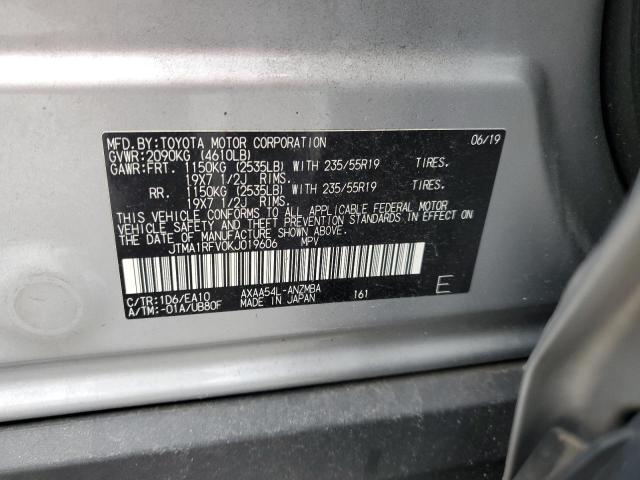 MFD.BY:TOYOTA MOTOR CORPORATION 06/19
GVWR:2090KG (4610LB)
GAWR:FRT. 1150KG (2535LB) WITH 235/55R19 TIRES.
19X7 1/2J RIMS.
RR. 1150KG (2535LB) WITH 235/55R19 TIRES.
19X7 1/2J RIMS.
THIS VEHICLE CONFORMS TO ALL APPLICABLE FEDERAL MOTOR
VEHICLE SAFETY AND THEFT PREVENTION STANDARDS IN EFFECT ON
THE DATE OF MANUFACTURE SHOWN ABOVE.
JTMA1RFV0KJ019606 MPV
C/TR:1D6/EA10 AXAA54L-ANZMBA 161 E
A/TM:-01A/UB80F MADE IN JAPAN